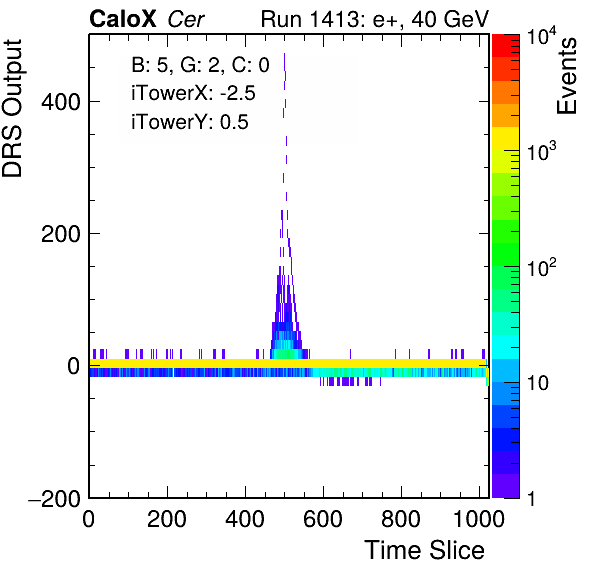 CaloX Cer Run 1413: e+, 40 GeV
B: 5, G: 2, C: 0
iTowerX: -2.5
iTowerY: 0.5
DRS Output
400
200
0
−200
0 200 400 600 800 1000
Time Slice
10^4
10^3
10^2
10
1
Events